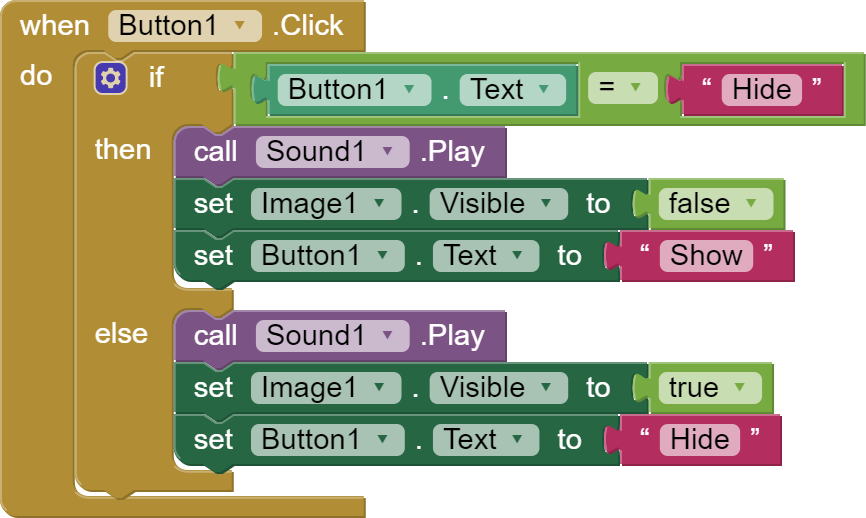 when Button1 .Click
do if Button1 . Text = “ Hide ”
then call Sound1 .Play
set Image1 . Visible to false
set Button1 . Text to “ Show ”
else call Sound1 .Play
set Image1 . Visible to true
set Button1 . Text to “ Hide ”